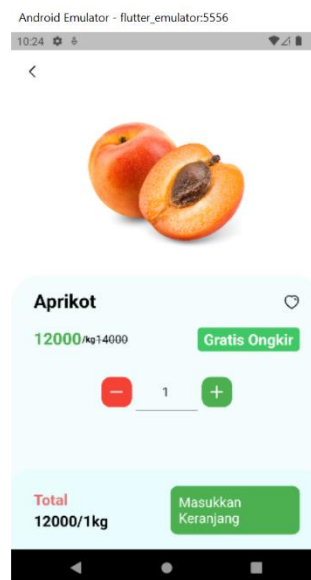 Android Emulator - flutter_emulator:5556
10:24
Aprikot
12000/kg14000
Gratis Ongkir
1
Total
12000/1kg
Masukkan
Keranjang